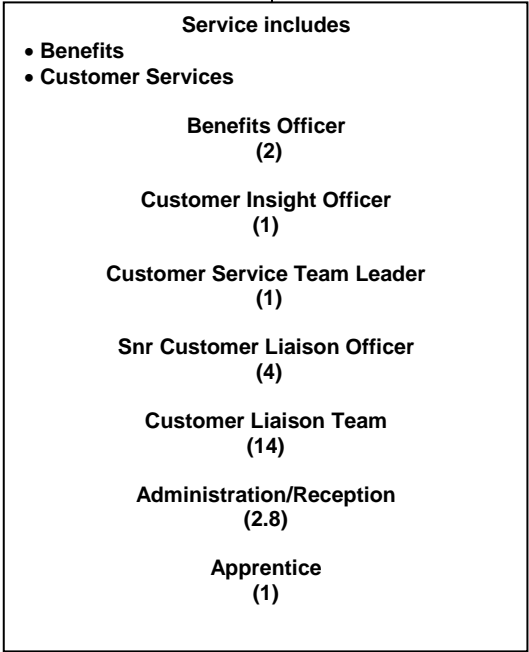 Service includes
• Benefits
• Customer Services
Benefits Officer
(2)
Customer Insight Officer
(1)
Customer Service Team Leader
(1)
Snr Customer Liaison Officer
(4)
Customer Liaison Team
(14)
Administration/Reception
(2.8)
Apprentice
(1)